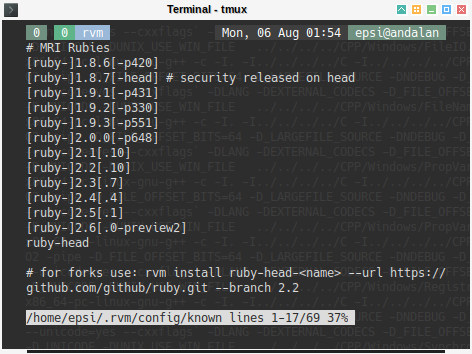 Terminal - tmux
0 0 rvm Mon, 06 Aug 01:54 epsi@andalan
# MRI Rubies
[ruby-]1.8.6[-p420]
[ruby-]1.8.7[-head] # security released on head
[ruby-]1.9.1[-p431]
[ruby-]1.9.2[-p330]
[ruby-]1.9.3[-p551]
[ruby-]2.0.0[-p648]
[ruby-]2.1[.10]
[ruby-]2.2[.10]
[ruby-]2.3[.7]
[ruby-]2.4[.4]
[ruby-]2.5[.1]
[ruby-]2.6[.0-preview2]
ruby-head
# for forks use: rvm install ruby-head-<name> --url https://
github.com/github/ruby.git --branch 2.2
/home/epsi/.rvm/config/known lines 1-17/69 37%